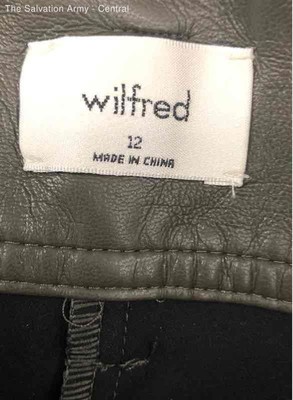 The Salvation Army - Central
wilfred
12
MADE IN CHINA